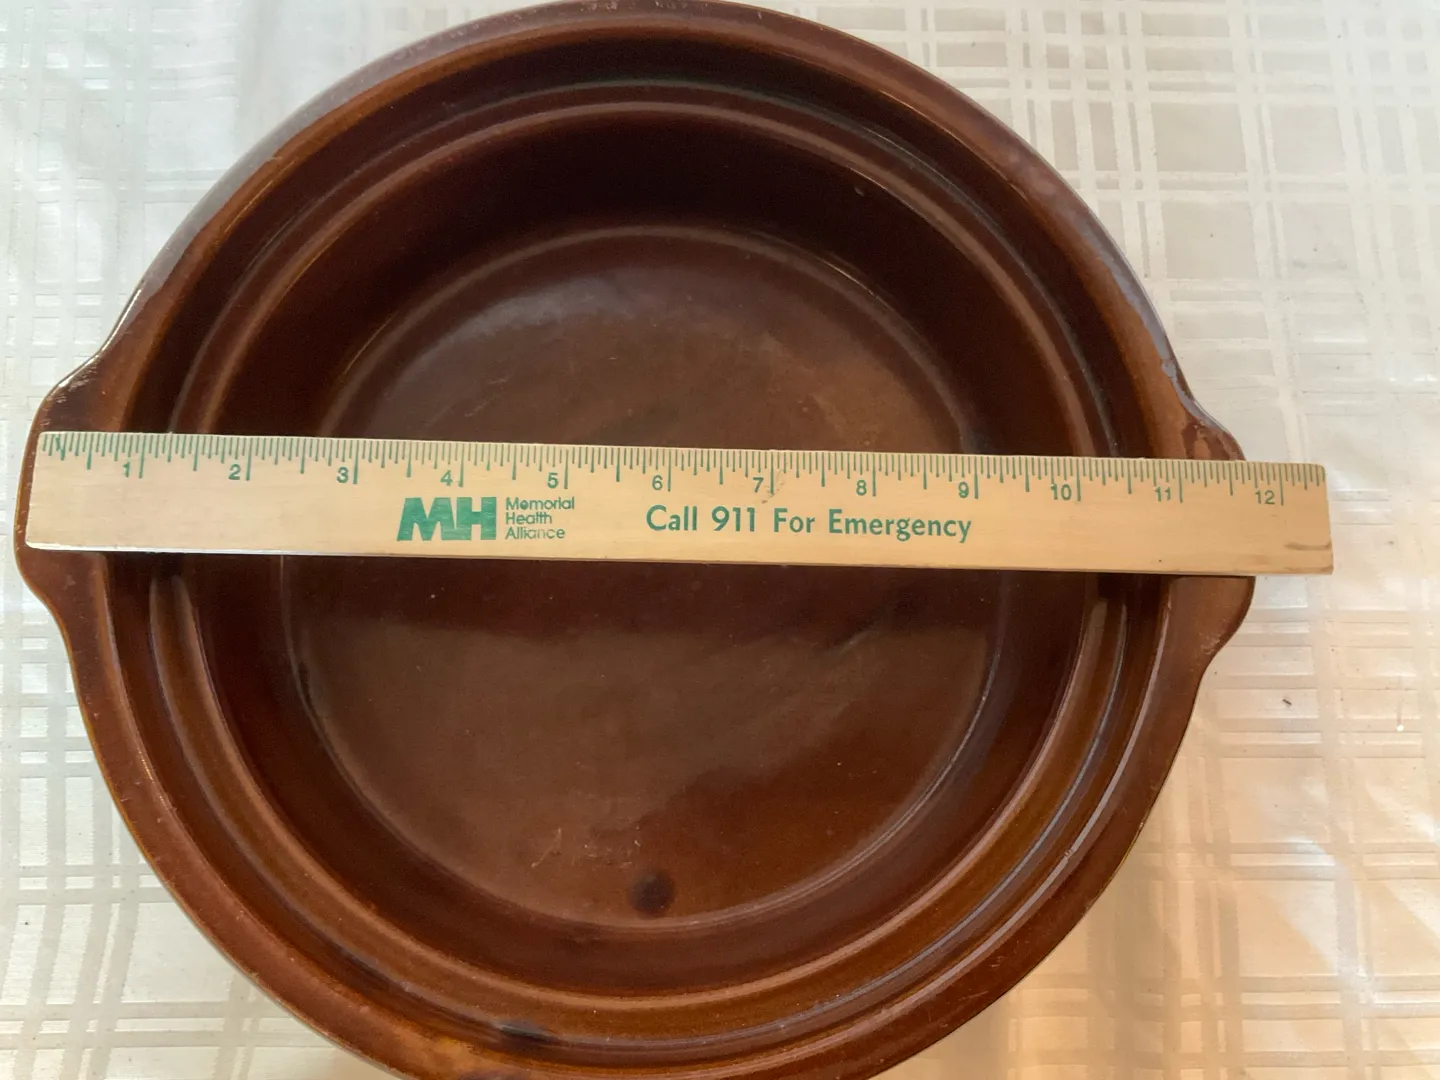 1 2 3 4 5 6 7 8 9 10 11 12
MH Memorial
Health
Alliance
Call 911 For Emergency